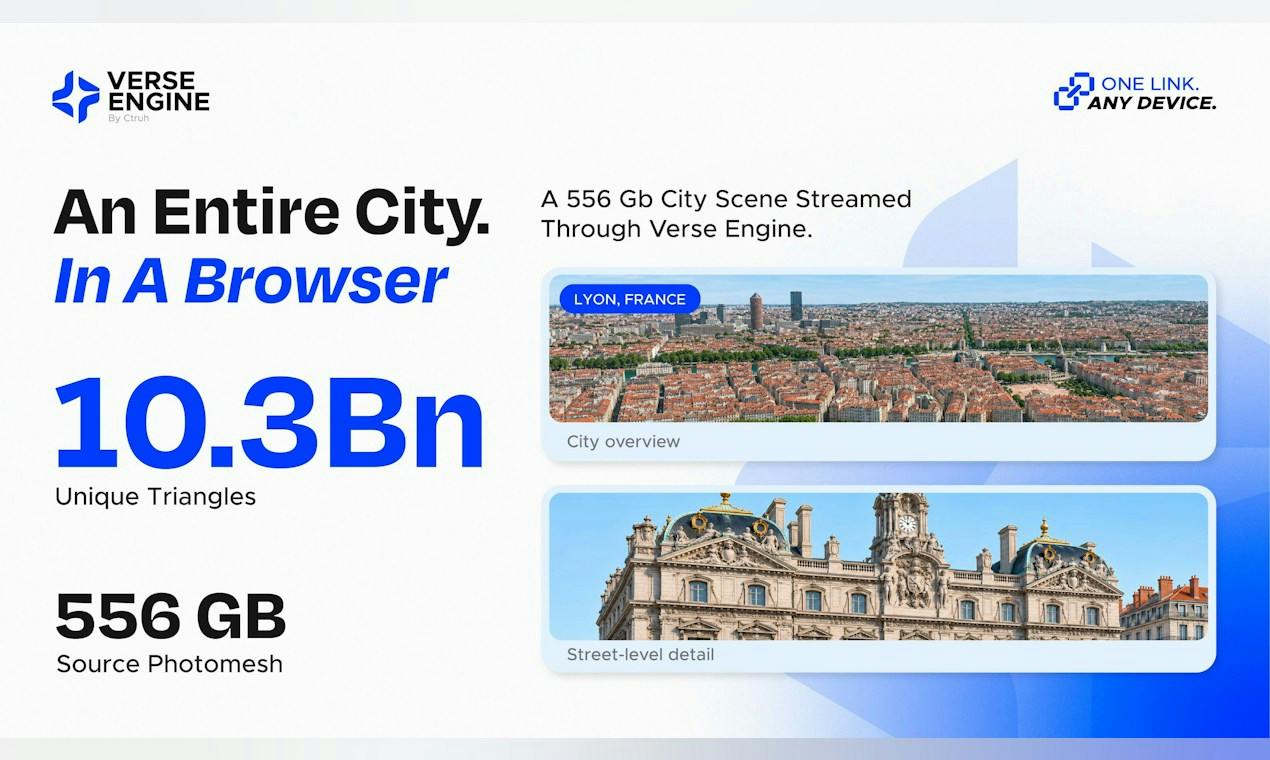 VERSE
ENGINE
By Ctruh
ONE LINK.
ANY DEVICE.
An Entire City.
In A Browser
10.3Bn
Unique Triangles
556 GB
Source Photomesh
A 556 Gb City Scene Streamed
Through Verse Engine.
LYON, FRANCE
City overview
Street-level detail